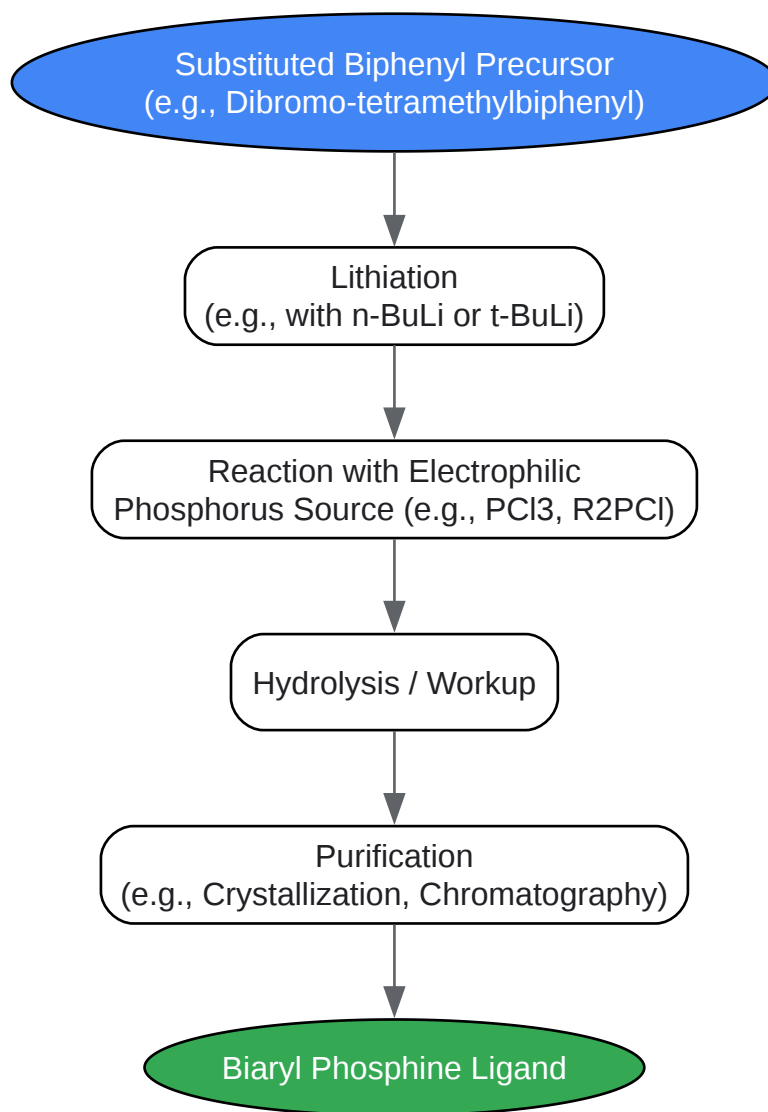 Substituted Biphenyl Precursor
(e.g., Dibromo-tetramethylbiphenyl)
Lithiation
(e.g., with n-BuLi or t-BuLi)
Reaction with Electrophilic
Phosphorus Source (e.g., PCl3, R2PCl)
Hydrolysis / Workup
Purification
(e.g., Crystallization, Chromatography)
Biaryl Phosphine Ligand